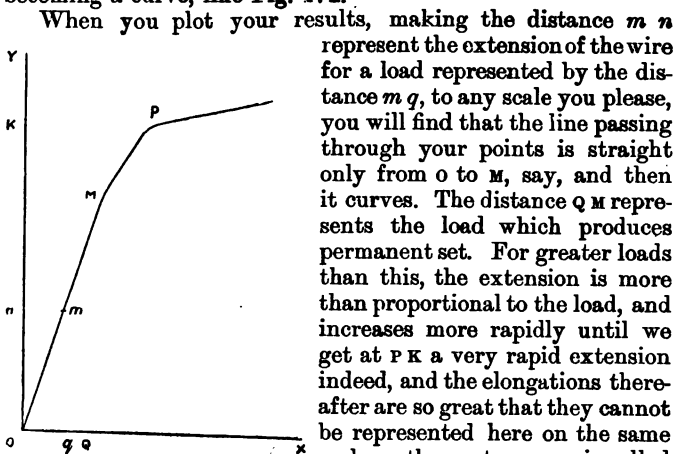 becoming a curve, like Fig.
When you plot your results, making the distance m n
represent the extension of the wire
for a load represented by the dis-
tance m q, to any scale you please,
you will find that the line passing
through your points is straight
only from O to M, say, and then
it curves. The distance Q M repre-
sents the load which produces
permanent set. For greater loads
than this, the extension is more
than proportional to the load, and
increases more rapidly until we
get at P K a very rapid extension
indeed, and the elongations there-
after are so great that they cannot
be represented here on the same
Y
K
P
M
n
m
O
q Q
X